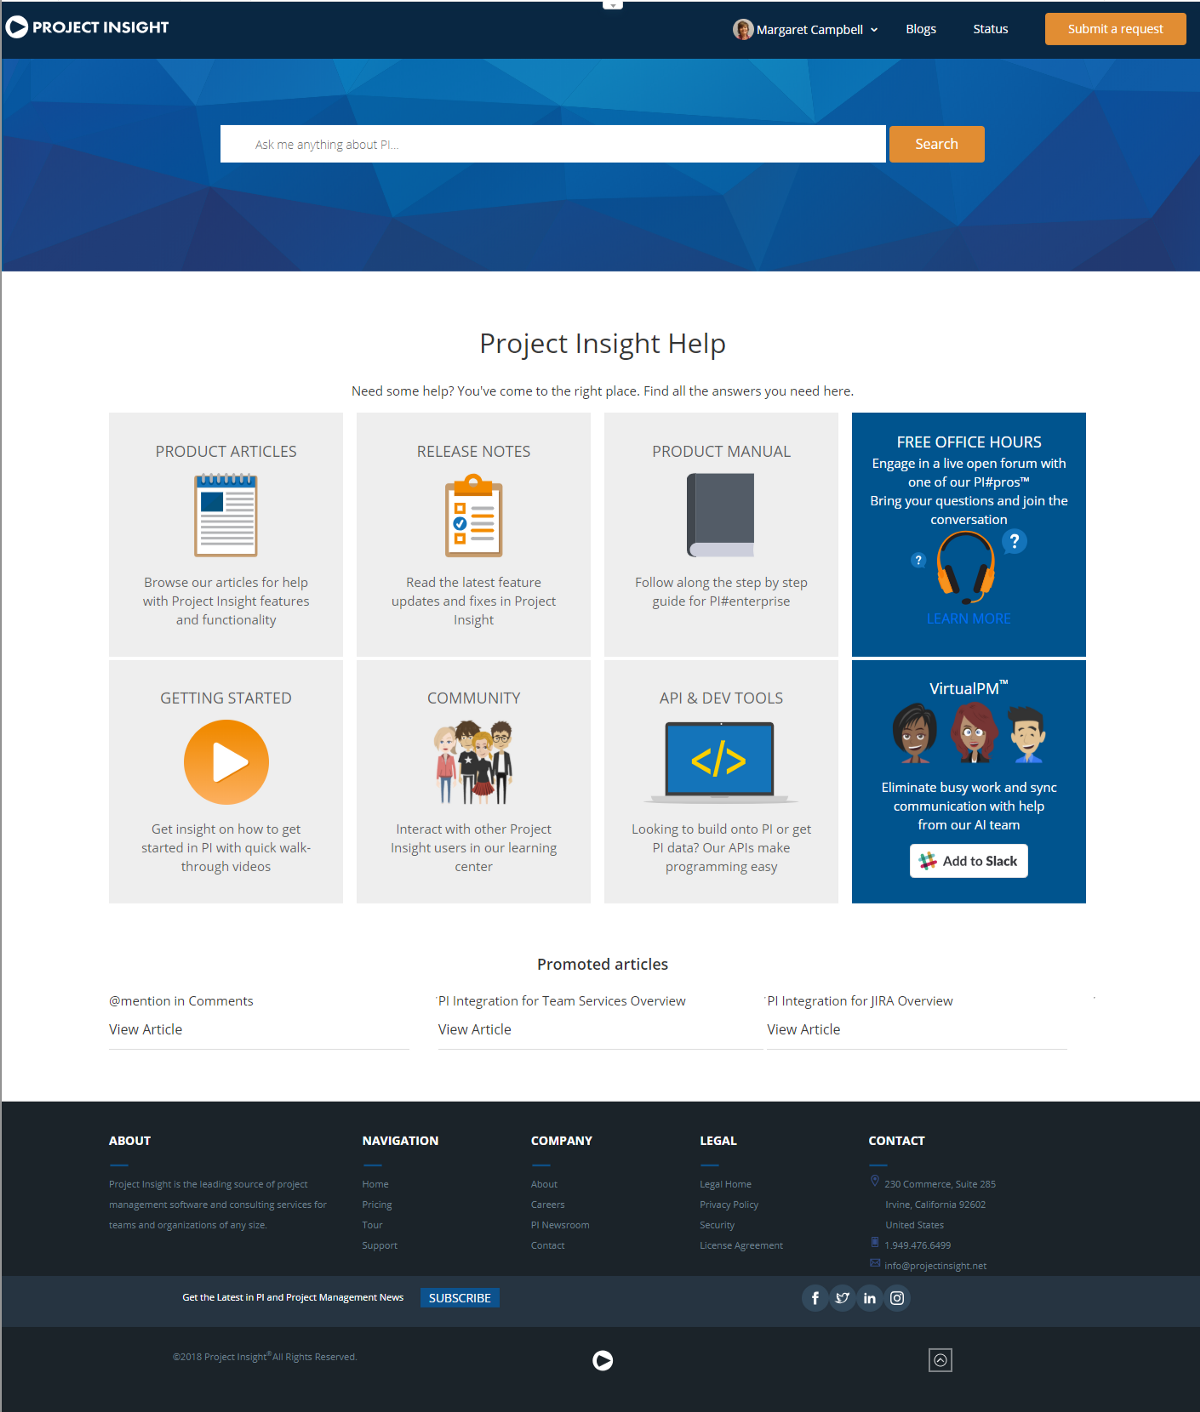 PROJECT INSIGHT
Margaret Campbell
Blogs
Status
Submit a request
Ask me anything about PI...
Search
Project Insight Help
Need some help? You've come to the right place. Find all the answers you need here.
PRODUCT ARTICLES
Browse our articles for help
with Project Insight features
and functionality
RELEASE NOTES
Read the latest feature
updates and fixes in Project
Insight
PRODUCT MANUAL
Follow along the step by step
guide for PI#enterprise
FREE OFFICE HOURS
Engage in a live open forum with
one of our PI#pros™
Bring your questions and join the
conversation
? ?
LEARN MORE
GETTING STARTED
Get insight on how to get
started in PI with quick walk-
through videos
COMMUNITY
Interact with other Project
Insight users in our learning
center
API & DEV TOOLS
</>
Looking to build onto PI or get
PI data? Our APIs make
programming easy
VirtualPM™
Eliminate busy work and sync
communication with help
from our AI team
Add to Slack
Promoted articles
@mention in Comments
View Article
PI Integration for Team Services Overview
View Article
PI Integration for JIRA Overview
View Article
ABOUT
Project Insight is the leading source of project
management software and consulting services for
teams and organizations of any size.
NAVIGATION
Home
Pricing
Tour
Support
COMPANY
About
Careers
PI Newsroom
Contact
LEGAL
Legal Home
Privacy Policy
Security
License Agreement
CONTACT
230 Commerce, Suite 285
Irvine, California 92602
United States
1.949.476.6499
info@projectinsight.net
Get the Latest in PI and Project Management News
SUBSCRIBE
©2018 Project Insight® All Rights Reserved.